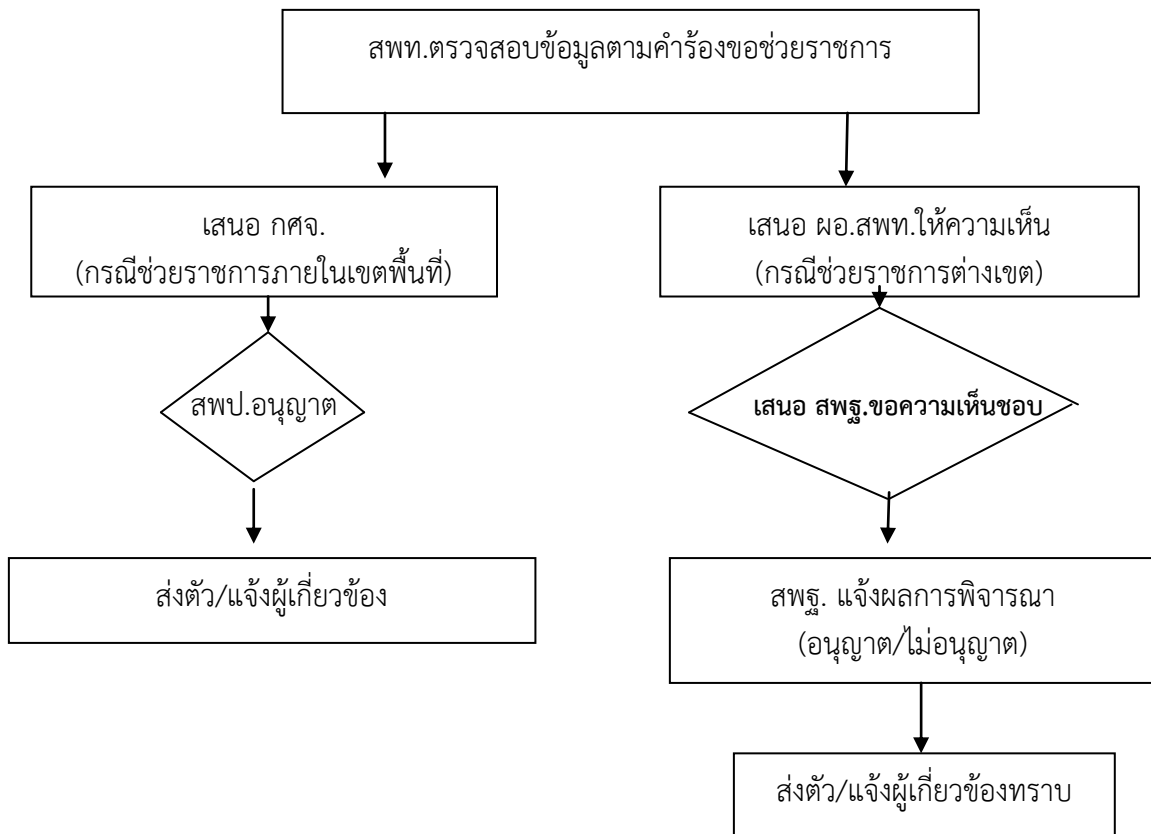 สพท.ตรวจสอบข้อมูลตามคำร้องขอช่วยราชการ
เสนอ กศจ.
(กรณีช่วยราชการภายในเขตพื้นที่)
เสนอ ผอ.สพท.ให้ความเห็น
(กรณีช่วยราชการต่างเขต)
สพป.อนุญาต
เสนอ สพฐ.ขอความเห็นชอบ
ส่งตัว/แจ้งผู้เกี่ยวข้อง
สพฐ. แจ้งผลการพิจารณา
(อนุญาต/ไม่อนุญาต)
ส่งตัว/แจ้งผู้เกี่ยวข้องทราบ